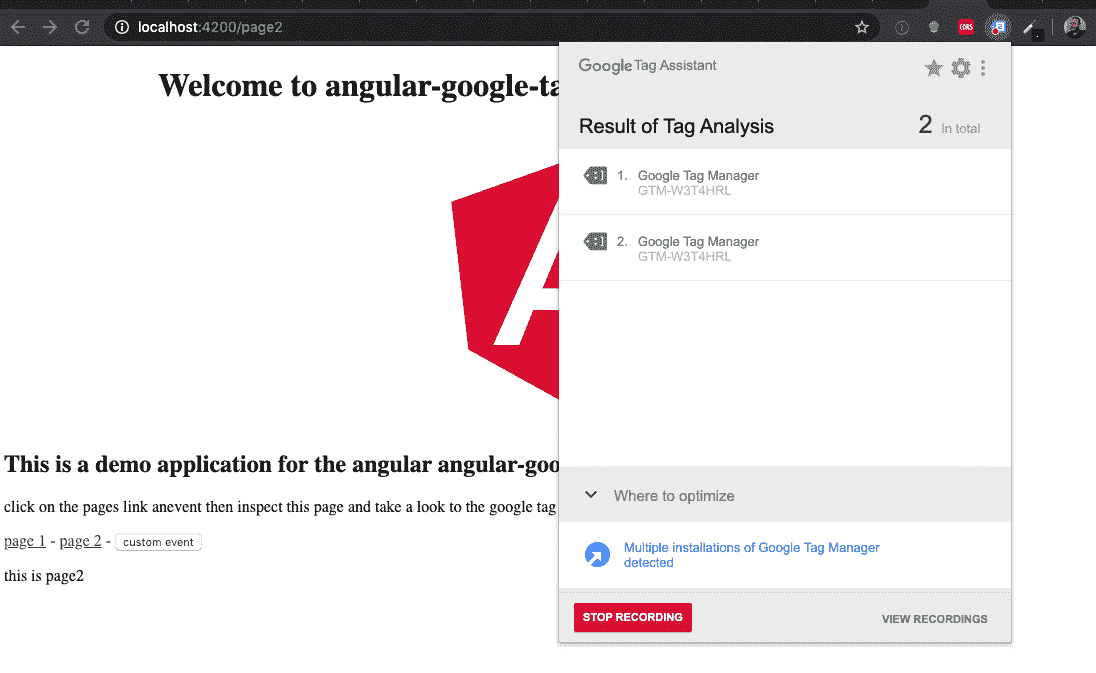 localhost:4200/page2
Google Tag Assistant
Welcome to angular-google-ta
Result of Tag Analysis
2 In total
1. Google Tag Manager
GTM-W3T4HRL
2. Google Tag Manager
GTM-W3T4HRL
This is a demo application for the angular angular-goo
click on the pages link anevent then inspect this page and take a look to the google tag
Where to optimize
page 1 - page 2 - custom event
Multiple installations of Google Tag Manager
detected
this is page2
STOP RECORDING
VIEW RECORDINGS
CORS